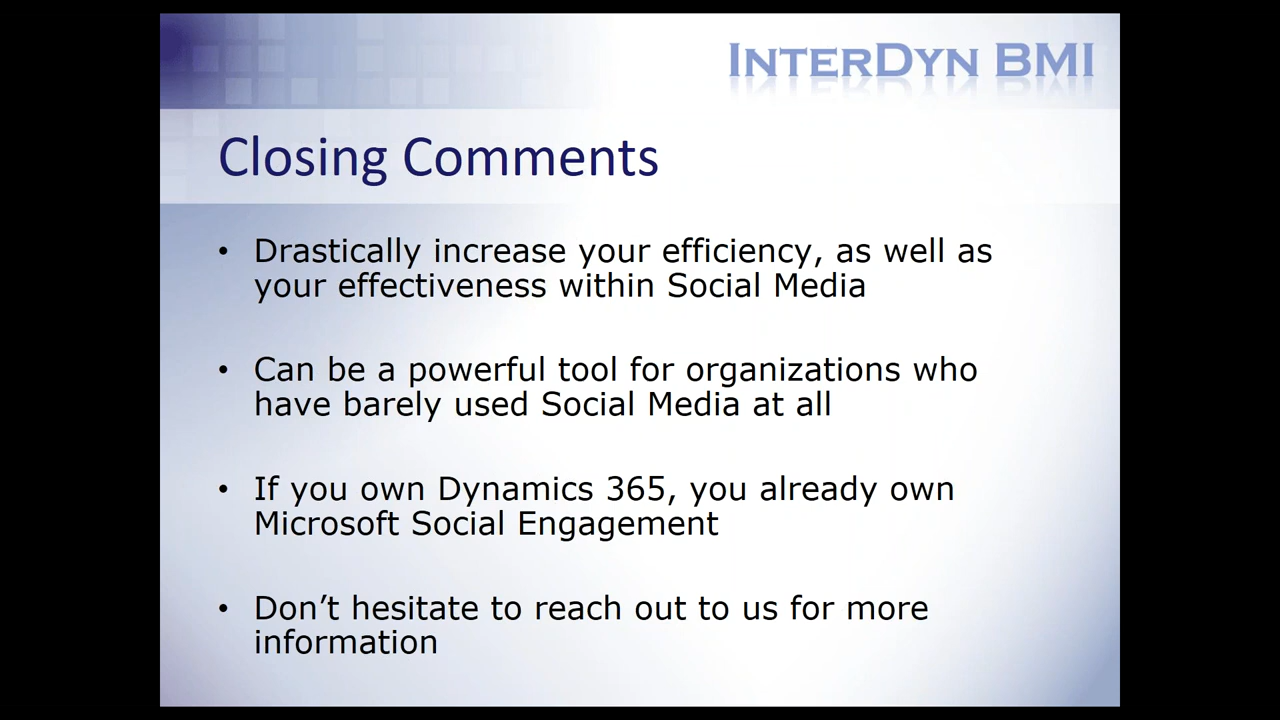 INTERDYN BMI
Closing Comments
• Drastically increase your efficiency, as well as
your effectiveness within Social Media
• Can be a powerful tool for organizations who
have barely used Social Media at all
• If you own Dynamics 365, you already own
Microsoft Social Engagement
• Don’t hesitate to reach out to us for more
information